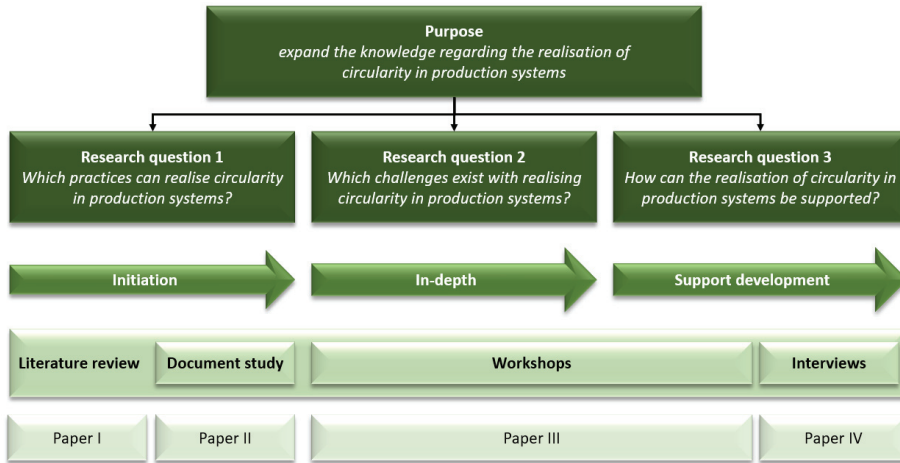 Purpose
expand the knowledge regarding the realisation of
circularity in production systems
Research question 1
Which practices can realise circularity
in production systems?
Research question 2
Which challenges exist with realising
circularity in production systems?
Research question 3
How can the realisation of circularity in
production systems be supported?
Initiation
In-depth
Support development
Literature review
Document study
Workshops
Interviews
Paper I
Paper II
Paper III
Paper IV